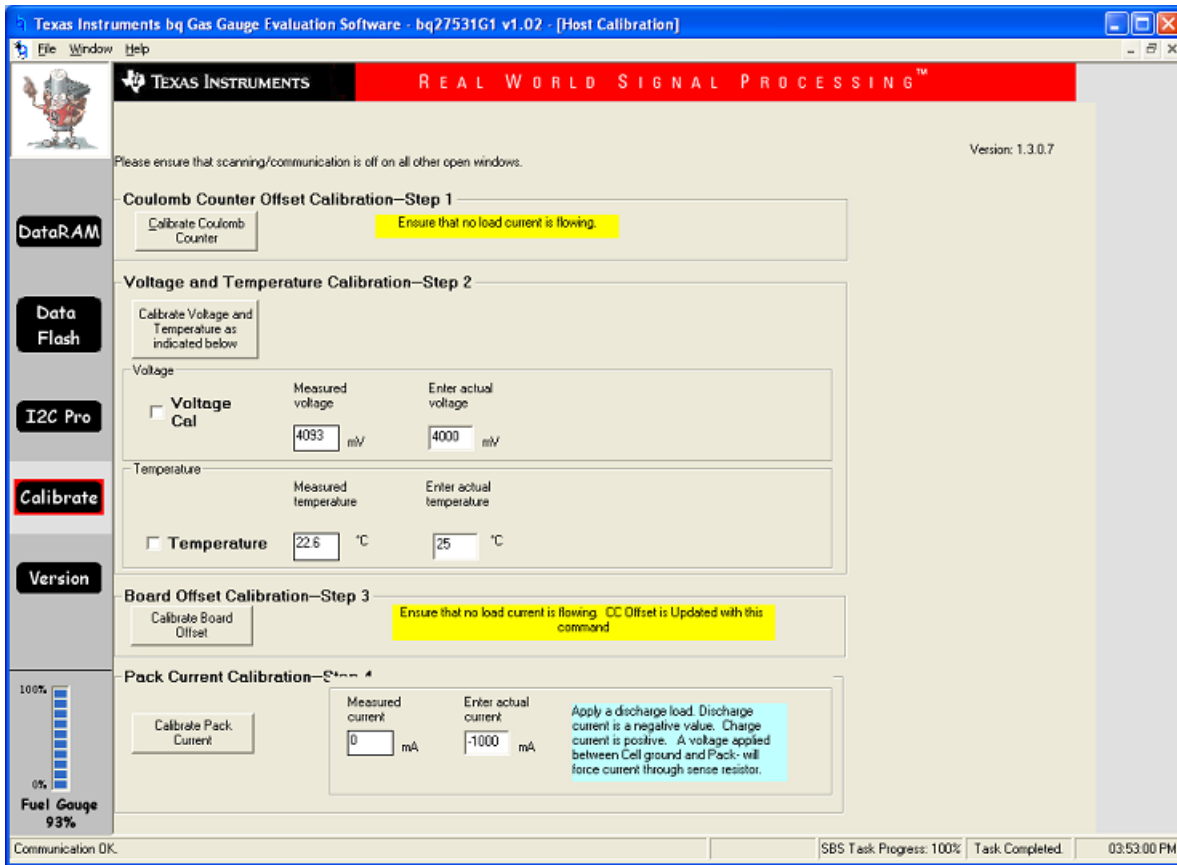 Texas Instruments bq Gas Gauge Evaluation Software - bq27531G1 v1.02 - [Host Calibration]
File Window Help
TEXAS INSTRUMENTS
REAL WORLD SIGNAL PROCESSING™
Version: 1.3.0.7
Please ensure that scanning/communication is off on all other open windows.
DataRAM
Data
Flash
I2C Pro
Calibrate
Version
100%
0%
Fuel Gauge
93%
Coulomb Counter Offset Calibration–Step 1
Calibrate Coulomb
Counter
Ensure that no load current is flowing.
Voltage and Temperature Calibration–Step 2
Calibrate Voltage and
Temperature as
indicated below
Voltage
Voltage
Cal
Measured
voltage
4093 mV
Enter actual
voltage
4000 mV
Temperature
Temperature
Measured
temperature
22.6 °C
Enter actual
temperature
25 °C
Board Offset Calibration–Step 3
Calibrate Board
Offset
Ensure that no load current is flowing. CC Offset is Updated with this
command
Pack Current Calibration–
Calibrate Pack
Current
Measured
current
0 mA
Enter actual
current
-1000 mA
Apply a discharge load. Discharge
current is a negative value. Charge
current is positive. A voltage applied
between Cell ground and Pack- will
force current through sense resistor.
Communication OK.
SBS Task Progress: 100%
Task Completed.
03:53:00 PM